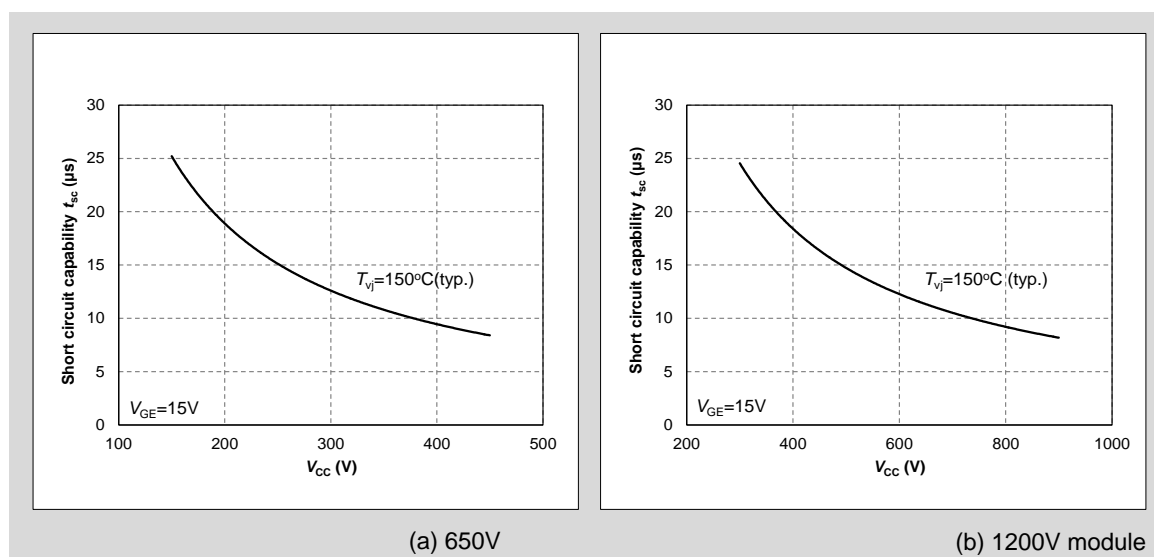 Short circuit capability tsc (µs)
30
25
20
15
10
5
0
Tvj=150°C(typ.)
VGE=15V
100 200 300 400 500
VCC (V)
(a) 650V
Short circuit capability tsc (µs)
30
25
20
15
10
5
0
Tvj=150°C (typ.)
VGE=15V
200 400 600 800 1000
VCC (V)
(b) 1200V module